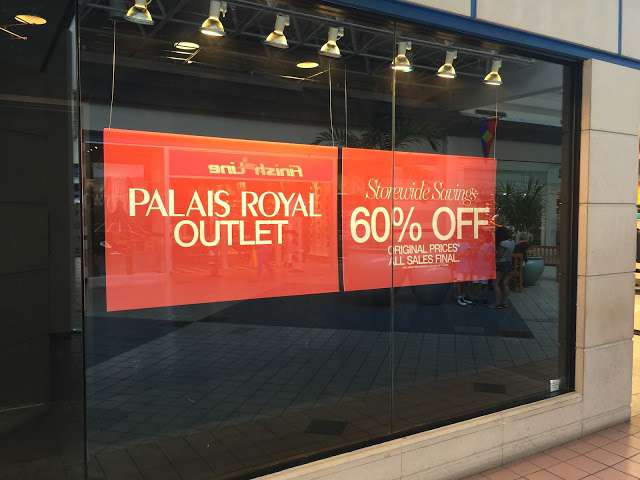 Finish Line
PALAIS ROYAL
OUTLET
Storewide Savings
60% OFF
ORIGINAL PRICES*
ALL SALES FINAL.